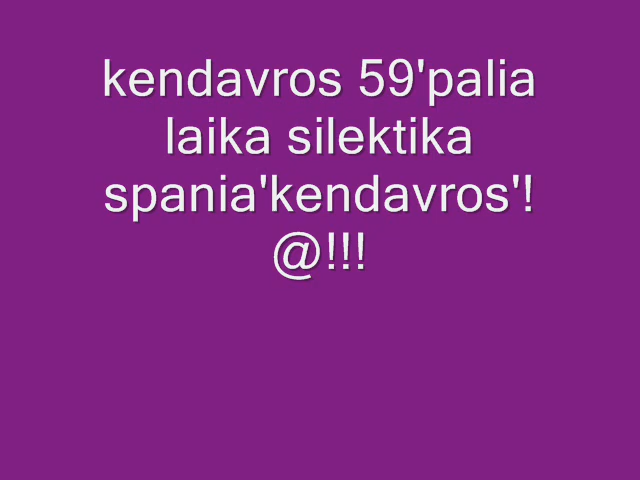 kendavros 59'palia
laika silektika
spania'kendavros'!
@!!!